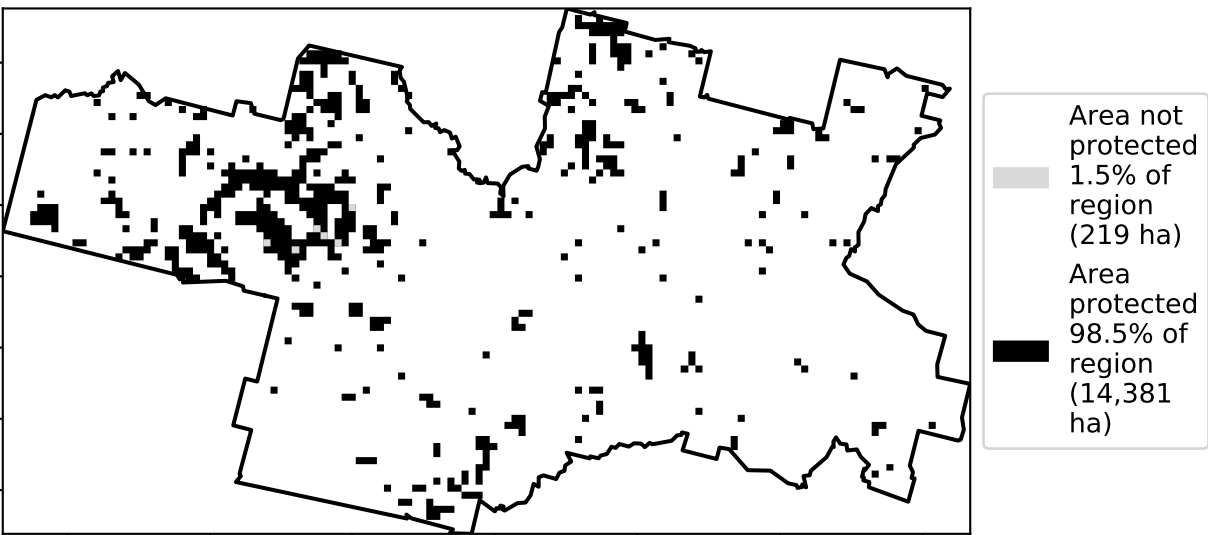 Area not
protected
1.5% of
region
(219 ha)
Area
protected
98.5% of
region
(14,381
ha)